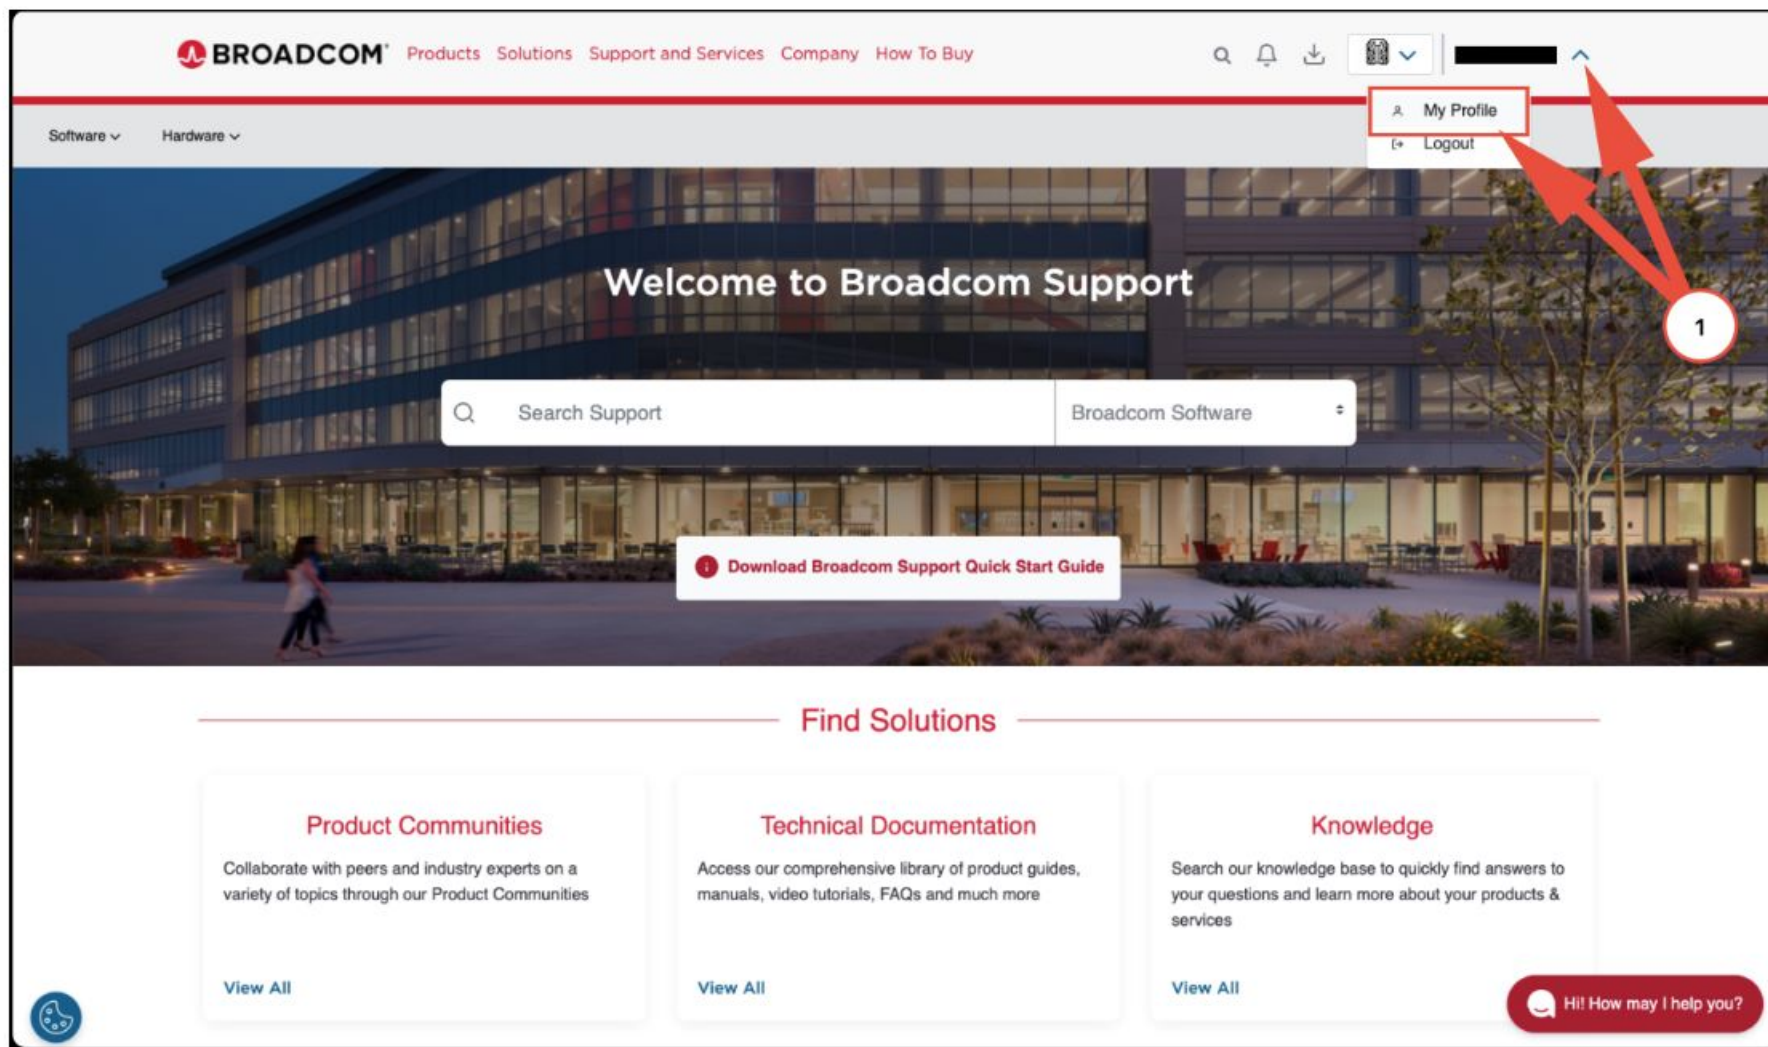 BROADCOM
Products Solutions Support and Services Company How To Buy
My Profile
Logout
Software
Hardware
Welcome to Broadcom Support
1
Search Support
Broadcom Software
Download Broadcom Support Quick Start Guide
Find Solutions
Product Communities
Collaborate with peers and industry experts on a
variety of topics through our Product Communities
View All
Technical Documentation
Access our comprehensive library of product guides,
manuals, video tutorials, FAQs and much more
View All
Knowledge
Search our knowledge base to quickly find answers to
your questions and learn more about your products &
services
View All
Hi! How may I help you?